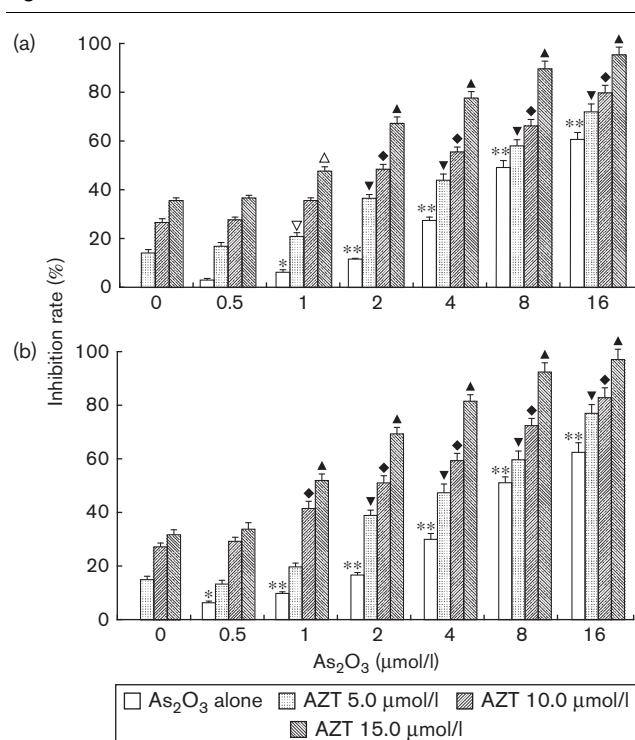 (a)
100
80
60
40
20
0
** ** ** ** *
0 0.5 1 2 4 8 16
(b)
100
80
60
40
20
0
** ** ** ** ** *
0 0.5 1 2 4 8 16
Inhibition rate (%)
As₂O₃ (μmol/l)
As₂O₃ alone AZT 5.0 μmol/l AZT 10.0 μmol/l
AZT 15.0 μmol/l